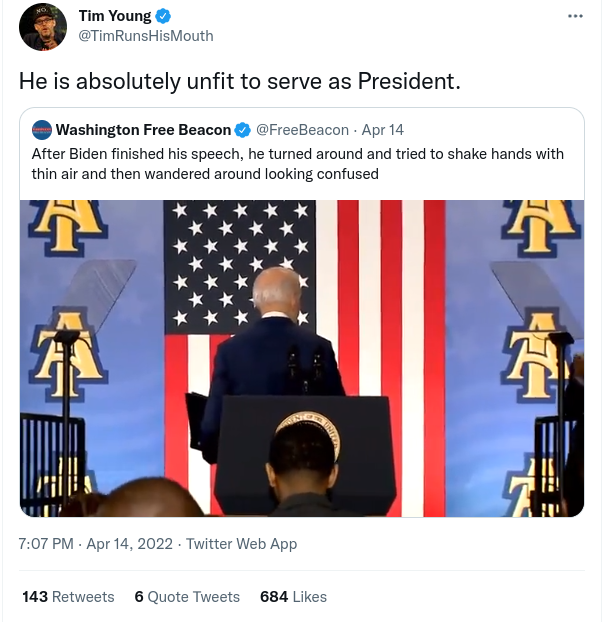 Tim Young
@TimRunsHisMouth
He is absolutely unfit to serve as President.
Washington Free Beacon @FreeBeacon · Apr 14
After Biden finished his speech, he turned around and tried to shake hands with
thin air and then wandered around looking confused
7:07 PM · Apr 14, 2022 · Twitter Web App
143 Retweets 6 Quote Tweets 684 Likes